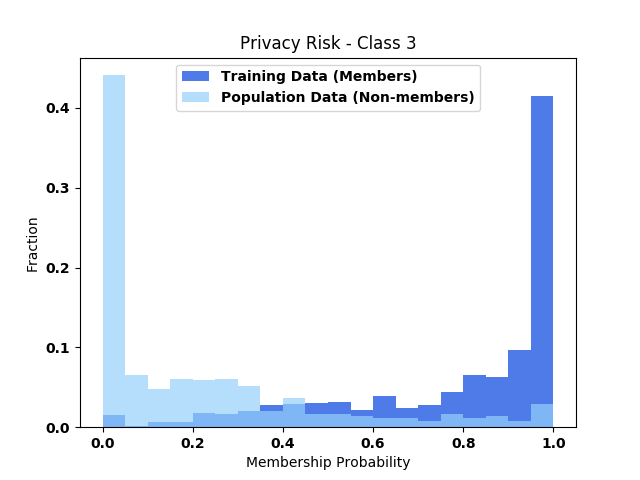 Privacy Risk - Class 3
Training Data (Members)
Population Data (Non-members)
Fraction
0.4
0.3
0.2
0.1
0.0
0.0 0.2 0.4 0.6 0.8 1.0
Membership Probability